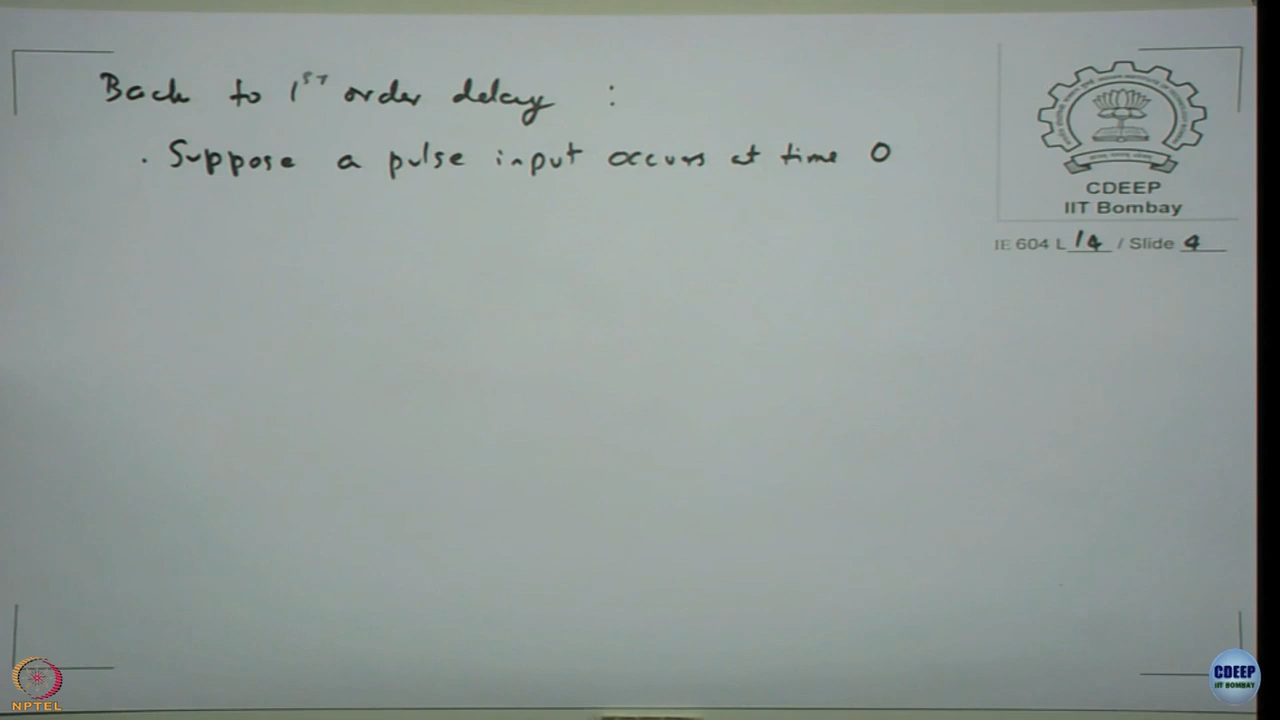 Back to 1ST order delay :
. Suppose a pulse input occurs at time 0
CDEEP
IIT Bombay
IE 604 L 14 / Slide 4
NPTEL
CDEEP
IIT BOMBAY